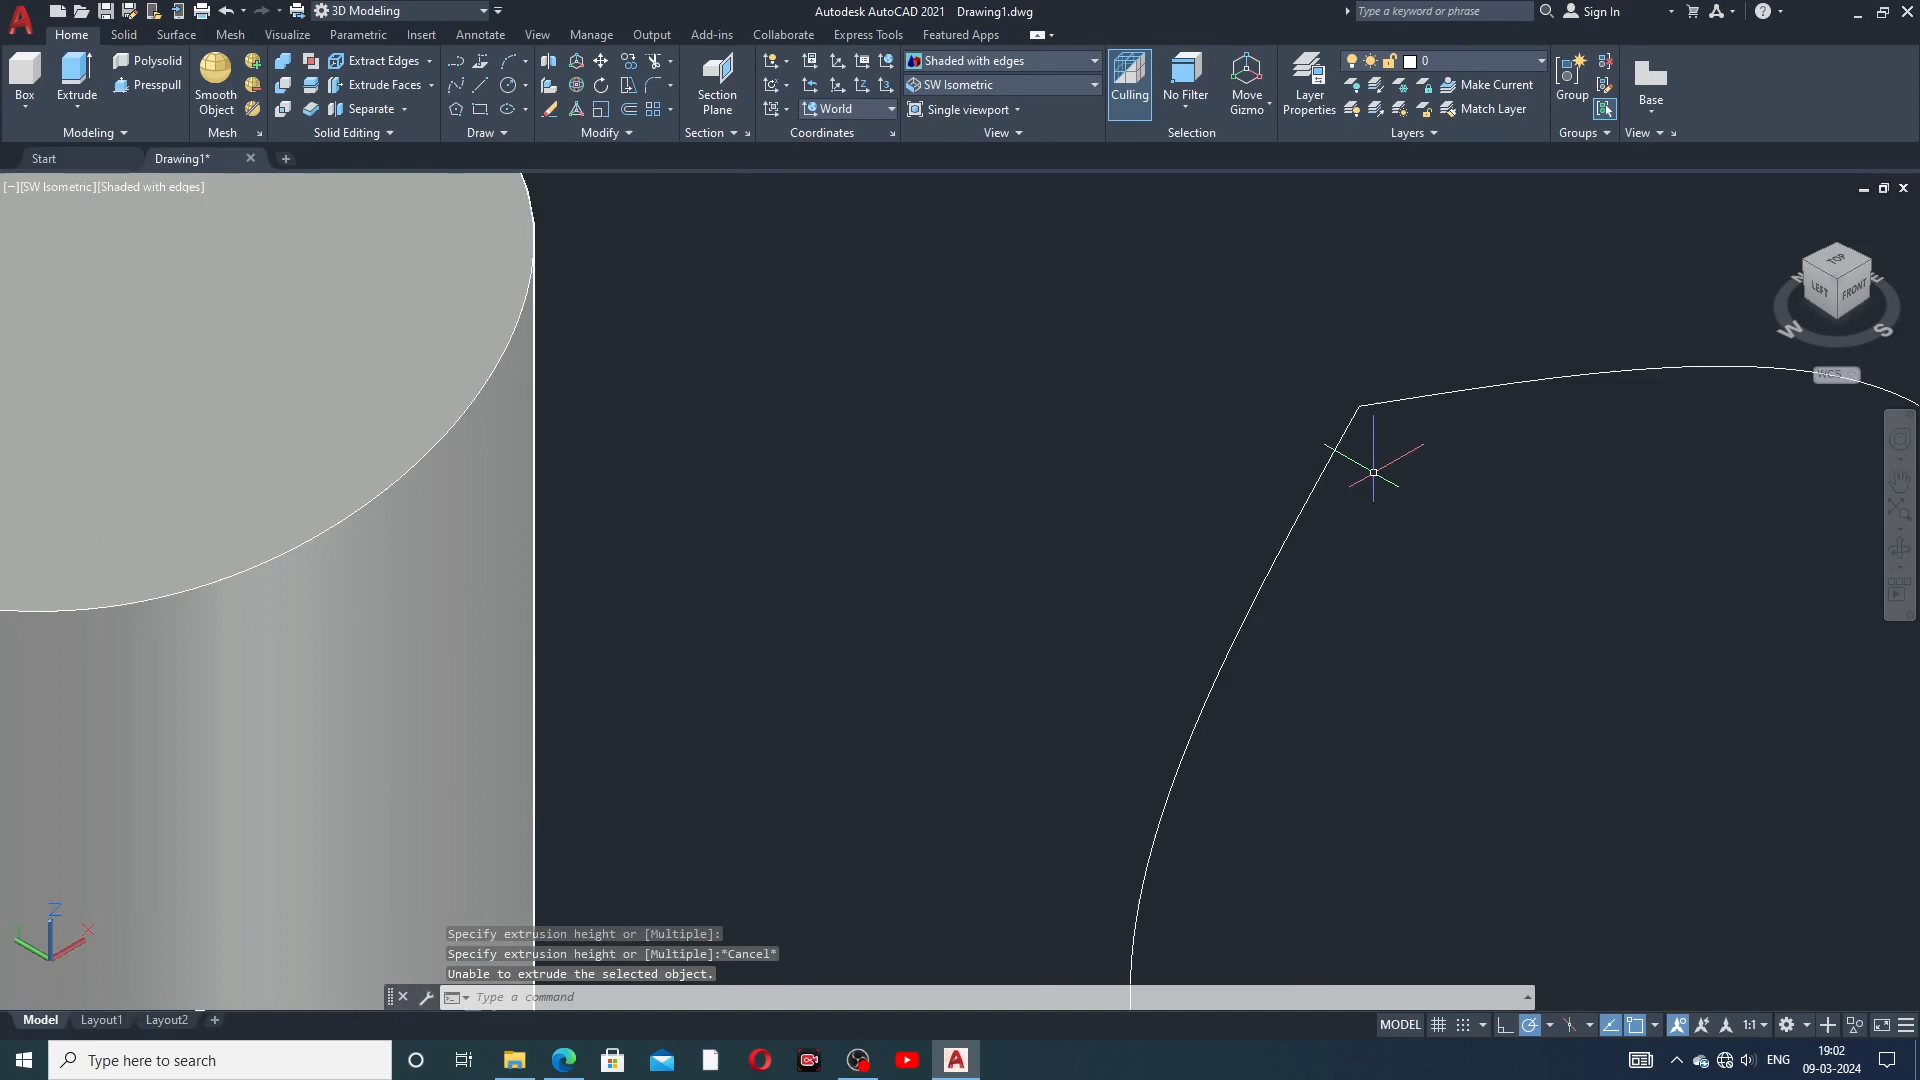 3D Modeling
Autodesk AutoCAD 2021 Drawing1.dwg
Type a keyword or phrase
Sign In
Home Solid Surface Mesh Visualize Parametric Insert Annotate View Manage Output Add-ins Collaborate Express Tools Featured Apps
Box
Extrude
Polysolid
Presspull
Modeling
Smooth
Object
Mesh
Extract Edges
Extrude Faces
Separate
Solid Editing
Draw
Modify
Section
Plane
Section
World
Coordinates
Shaded with edges
SW Isometric
Single viewport
View
Culling
No Filter
Move
Gizmo
Selection
Layer
Properties
0
Make Current
Match Layer
Layers
Group
Groups
Base
View
Start
Drawing1*
[−][SW Isometric][Shaded with edges]
TOP
LEFT
FRONT
N
E
W
S
WCS
Z
Y
X
Specify extrusion height or [Multiple]:
Specify extrusion height or [Multiple]:*Cancel*
Unable to extrude the selected object.
Type a command
Model Layout1 Layout2
MODEL
1:1
Type here to search
ENG
19:02
09-03-2024